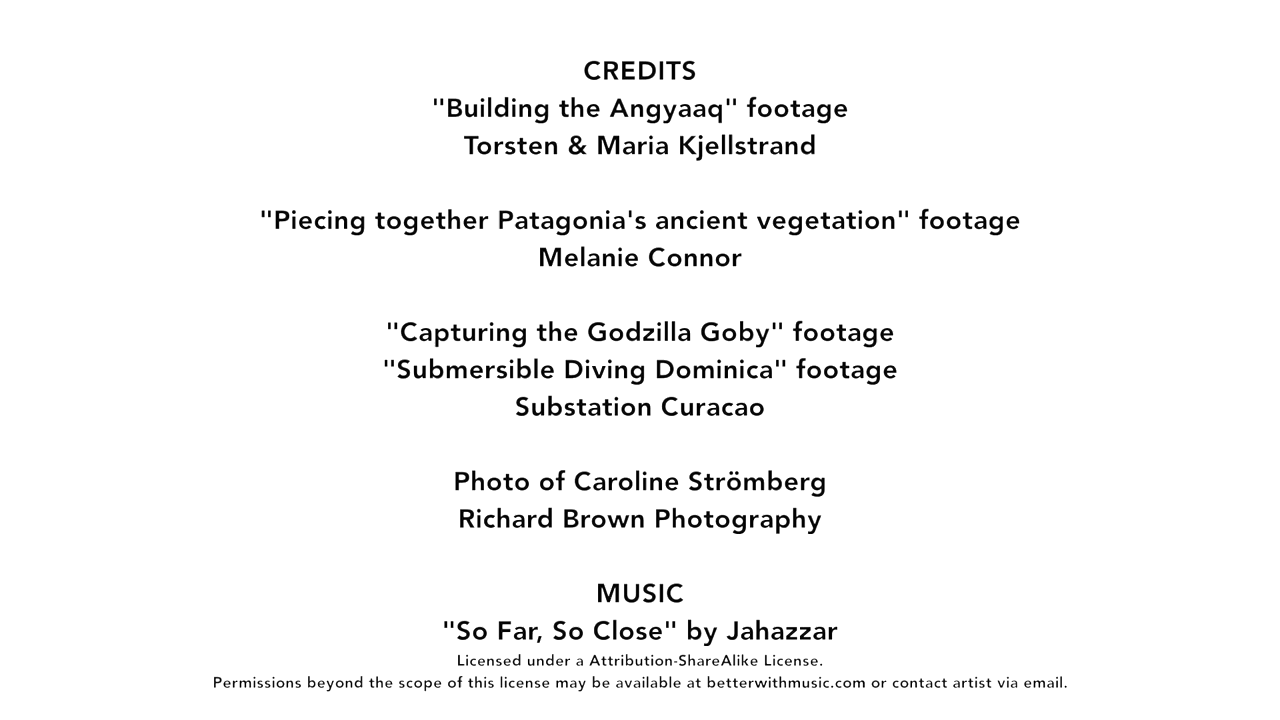 CREDITS
"Building the Angyaaq" footage
Torsten & Maria Kjellstrand
"Piecing together Patagonia's ancient vegetation" footage
Melanie Connor
"Capturing the Godzilla Goby" footage
"Submersible Diving Dominica" footage
Substation Curacao
Photo of Caroline Strömberg
Richard Brown Photography
MUSIC
"So Far, So Close" by Jahazzar
Licensed under a Attribution-ShareAlike License.
Permissions beyond the scope of this license may be available at betterwithmusic.com or contact artist via email.